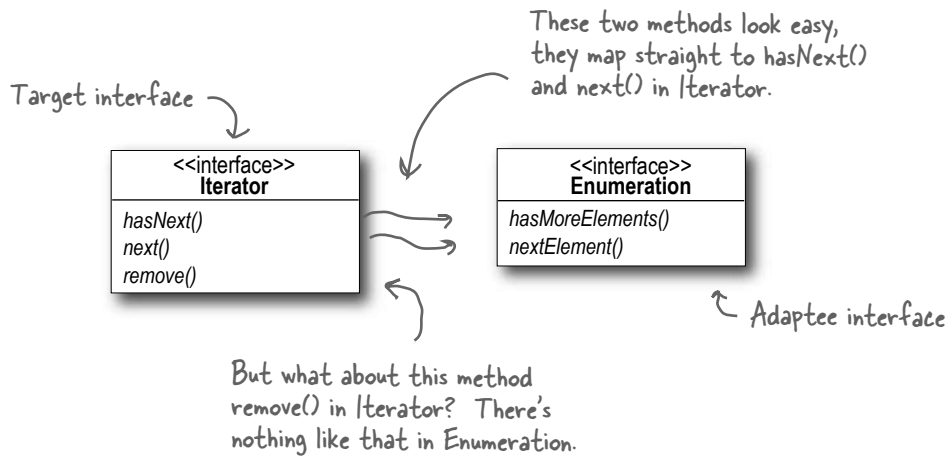 These two methods look easy,
they map straight to hasNext()
and next() in Iterator.
Target interface
<<interface>>
Iterator
hasNext()
next()
remove()
<<interface>>
Enumeration
hasMoreElements()
nextElement()
Adaptee interface
But what about this method
remove() in Iterator? There's
nothing like that in Enumeration.